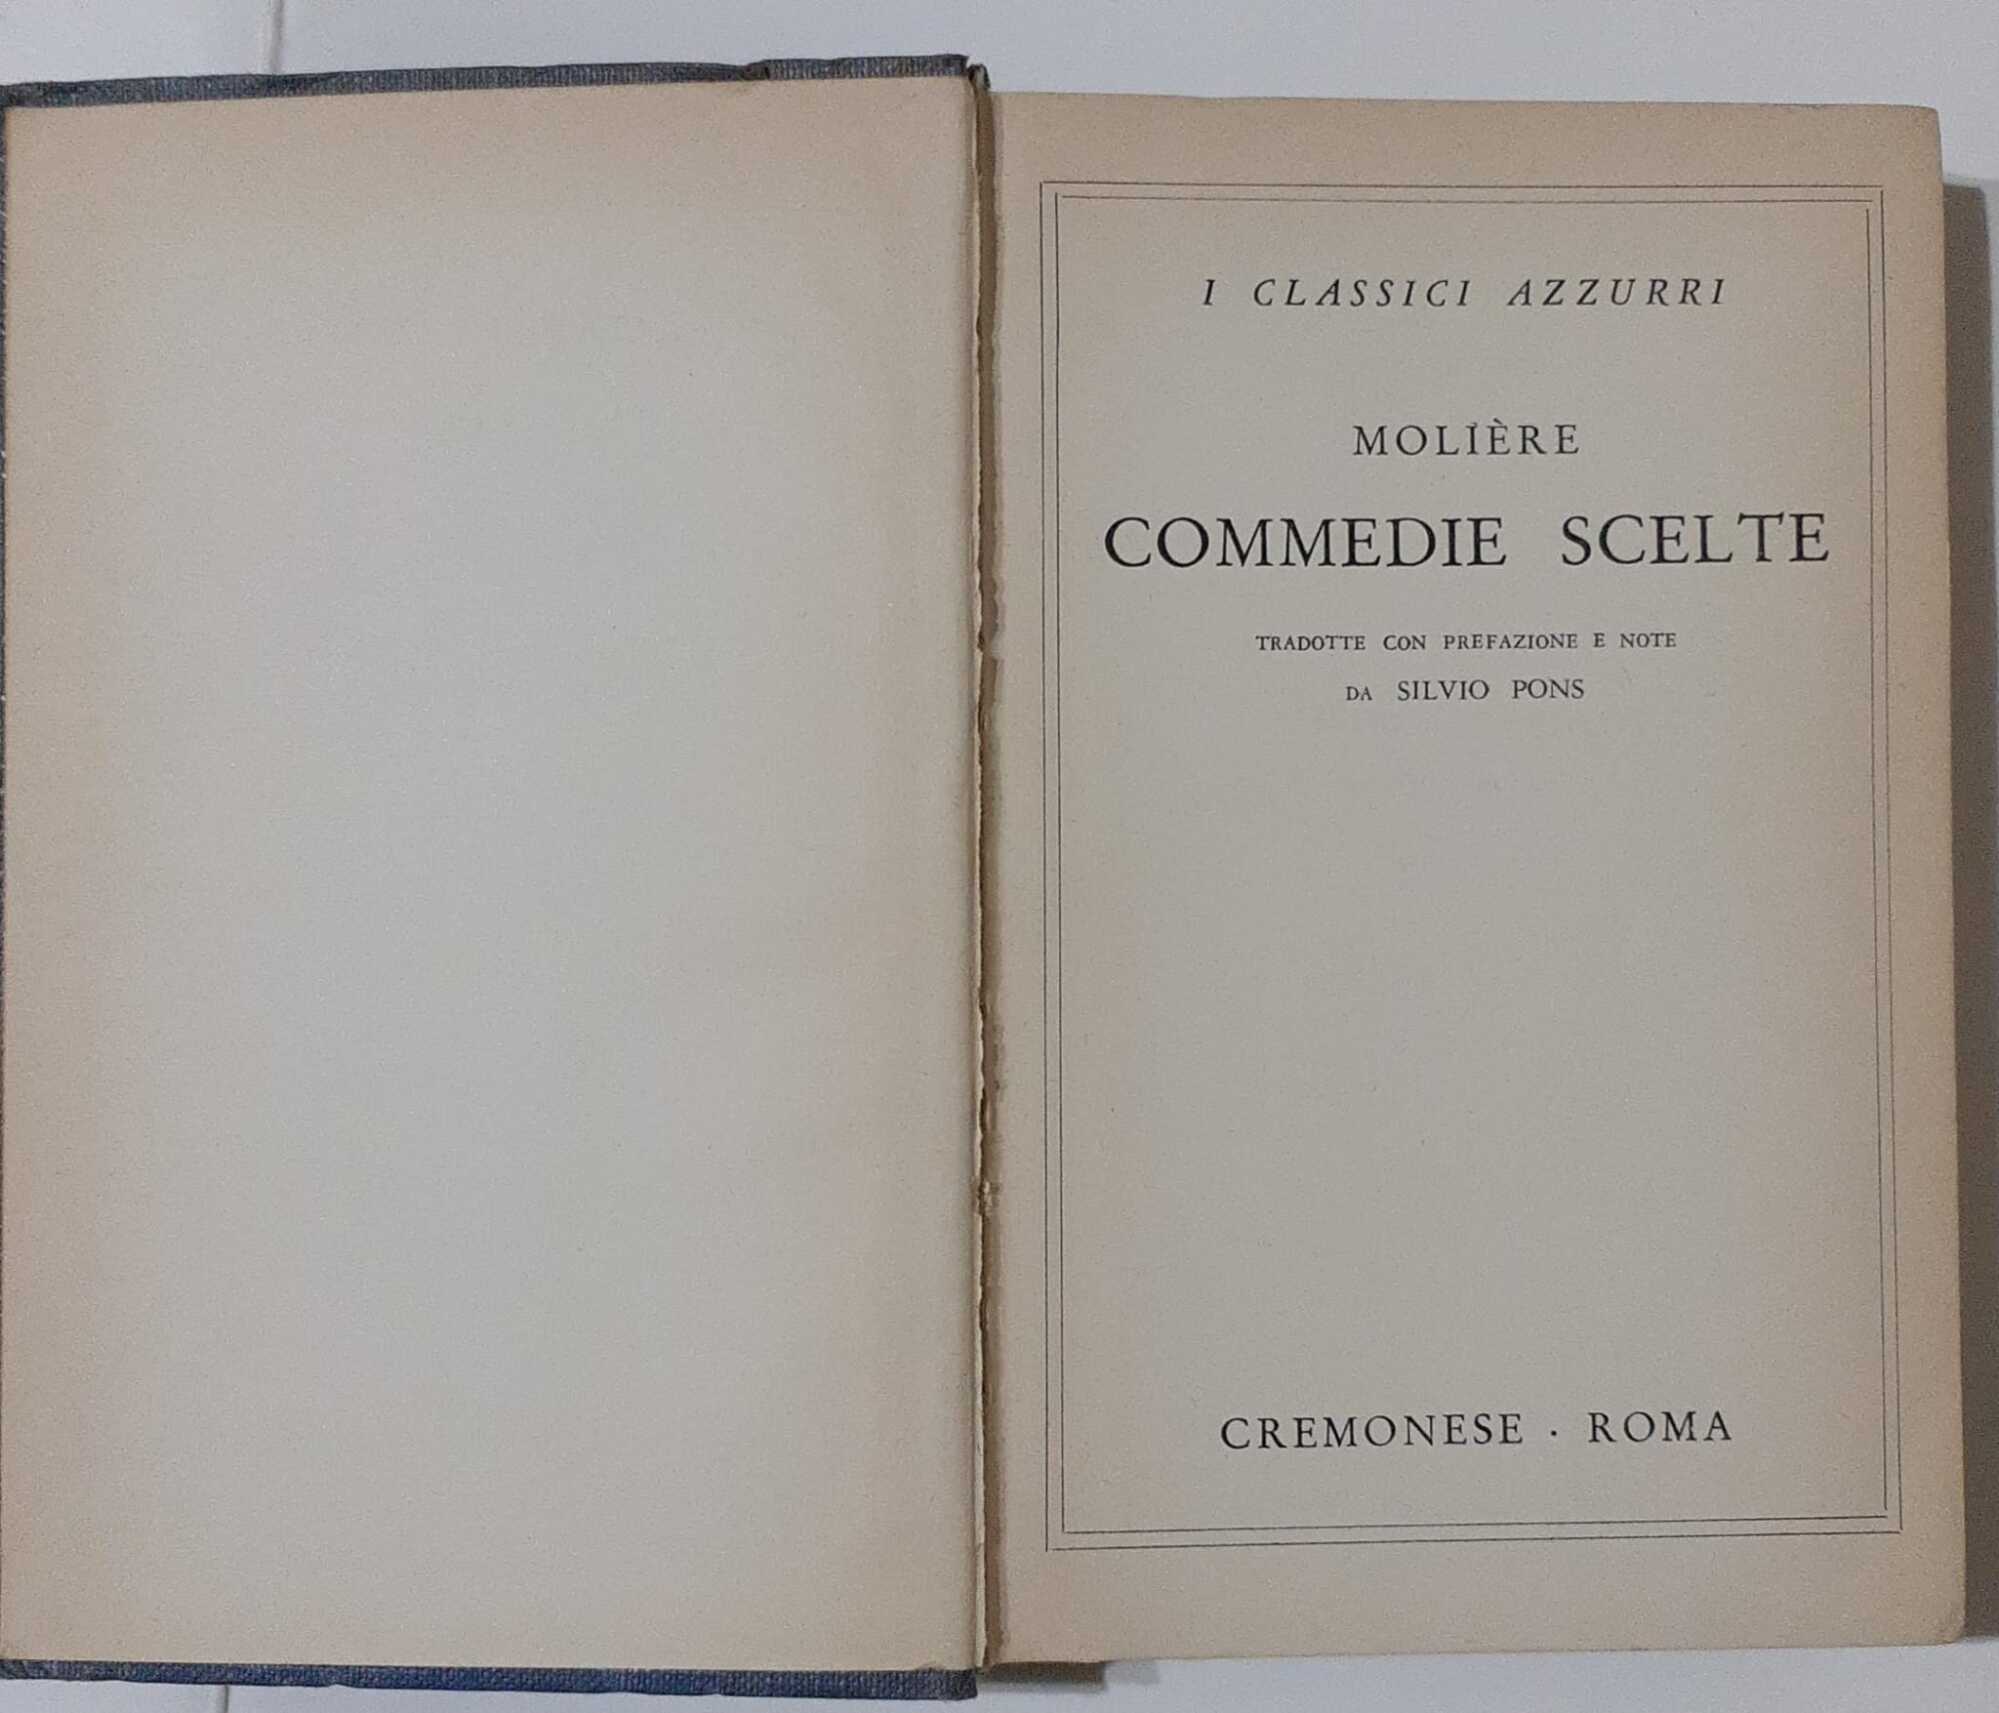 I CLASSICI AZZURRI
MOLIÈRE
COMMEDIE SCELTE
TRADOTTE CON PREFAZIONE E NOTE
DA SILVIO PONS
CREMONESE · ROMA